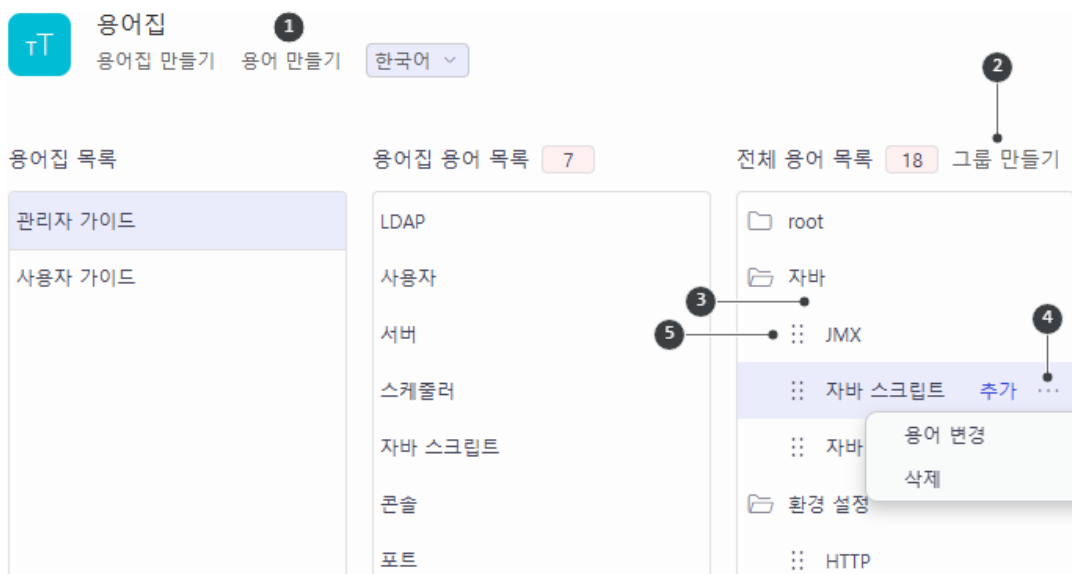 тT
용어집
용어집 만들기 용어 만들기 한국어
1
2
용어집 목록
관리자 가이드
사용자 가이드
용어집 용어 목록 7
LDAP
사용자
서버
스케줄러
자바 스크립트
콘솔
포트
전체 용어 목록 18 그룹 만들기
root
자바
3
5 JMX
4
자바 스크립트 추가 ...
자바
용어 변경
삭제
환경 설정
HTTP